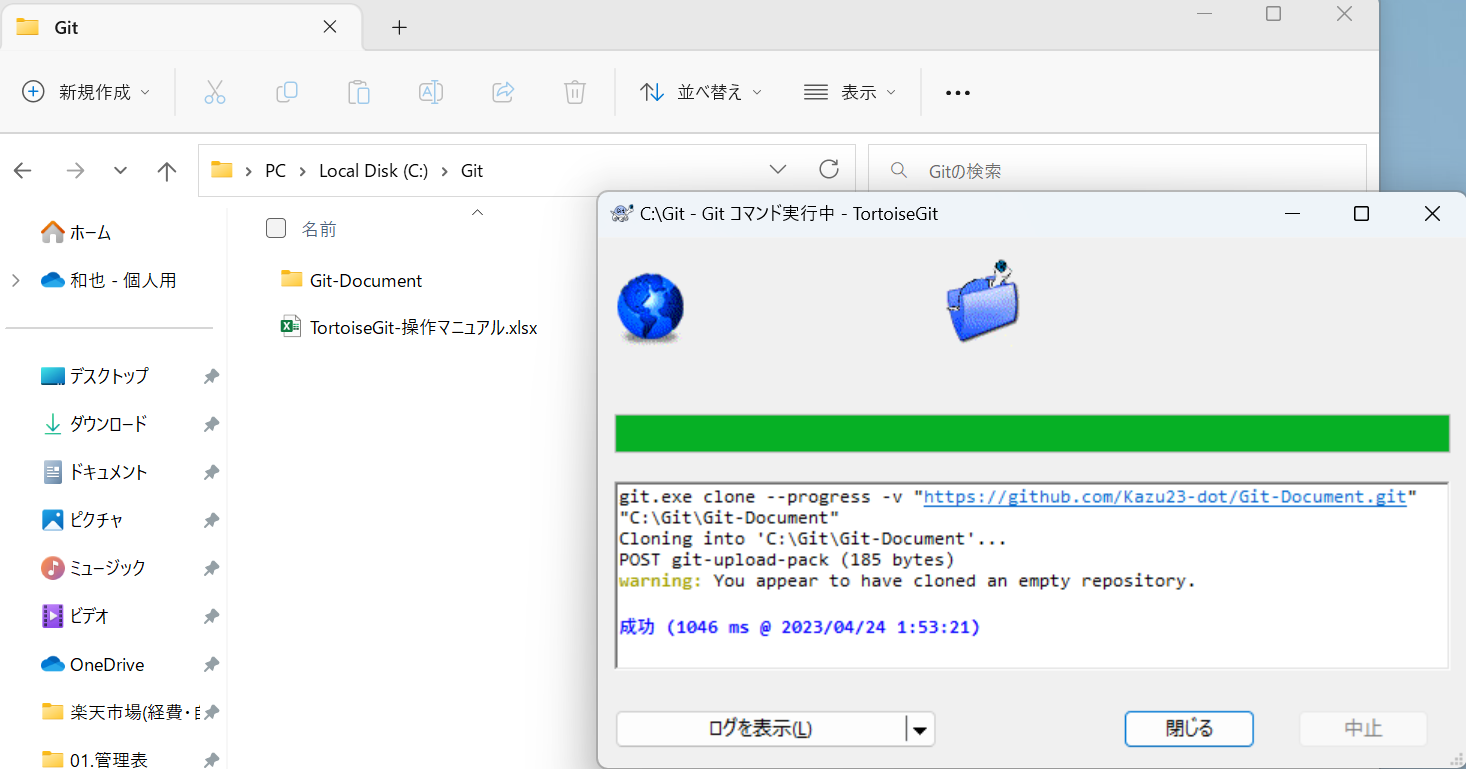 Git
新規作成
並べ替え
表示
PC
Local Disk (C:)
Git
Gitの検索
ホーム
和也 - 個人用
デスクトップ
ダウンロード
ドキュメント
ピクチャ
ミュージック
ビデオ
OneDrive
楽天市場(経費・
01.管理表
名前
Git-Document
TortoiseGit-操作マニュアル.xlsx
C:\Git - Git コマンド実行中 - TortoiseGit
git.exe clone --progress -v "https://github.com/Kazu23-dot/Git-Document.git"
"C:\Git\Git-Document"
Cloning into 'C:\Git\Git-Document'...
POST git-upload-pack (185 bytes)
warning: You appear to have cloned an empty repository.
成功 (1046 ms @ 2023/04/24 1:53:21)
ログを表示(L)
閉じる
中止